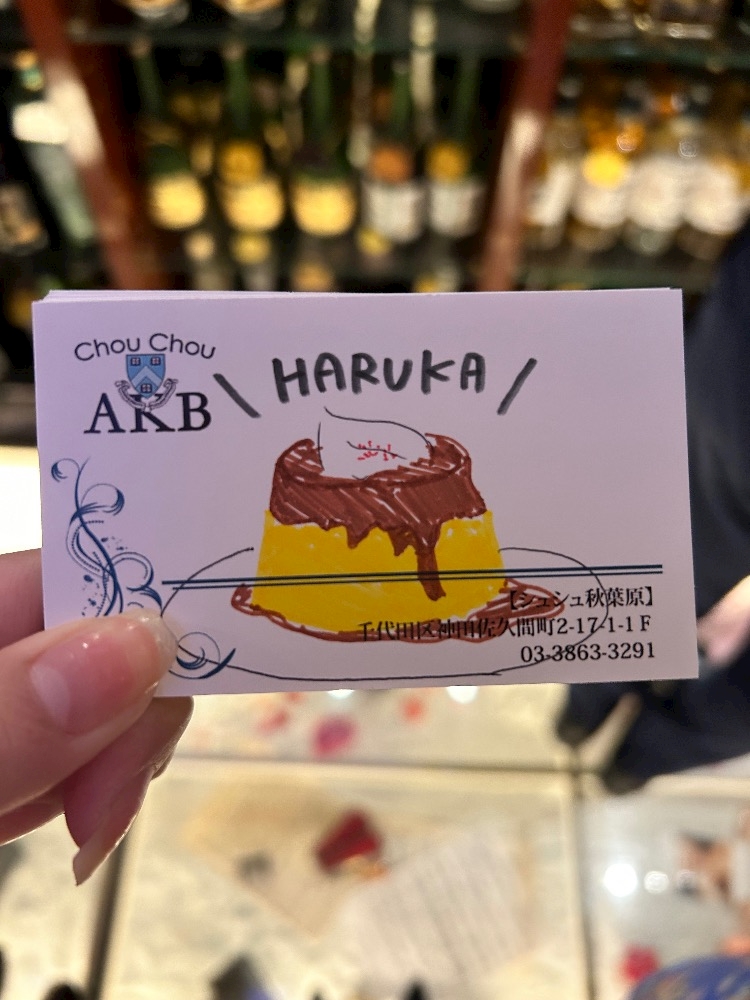 Chou Chou
AKB
\ HARUKA /
【シュシュ秋葉原】
千代田区神田佐久間町2-17-1-1F
03-3863-3291